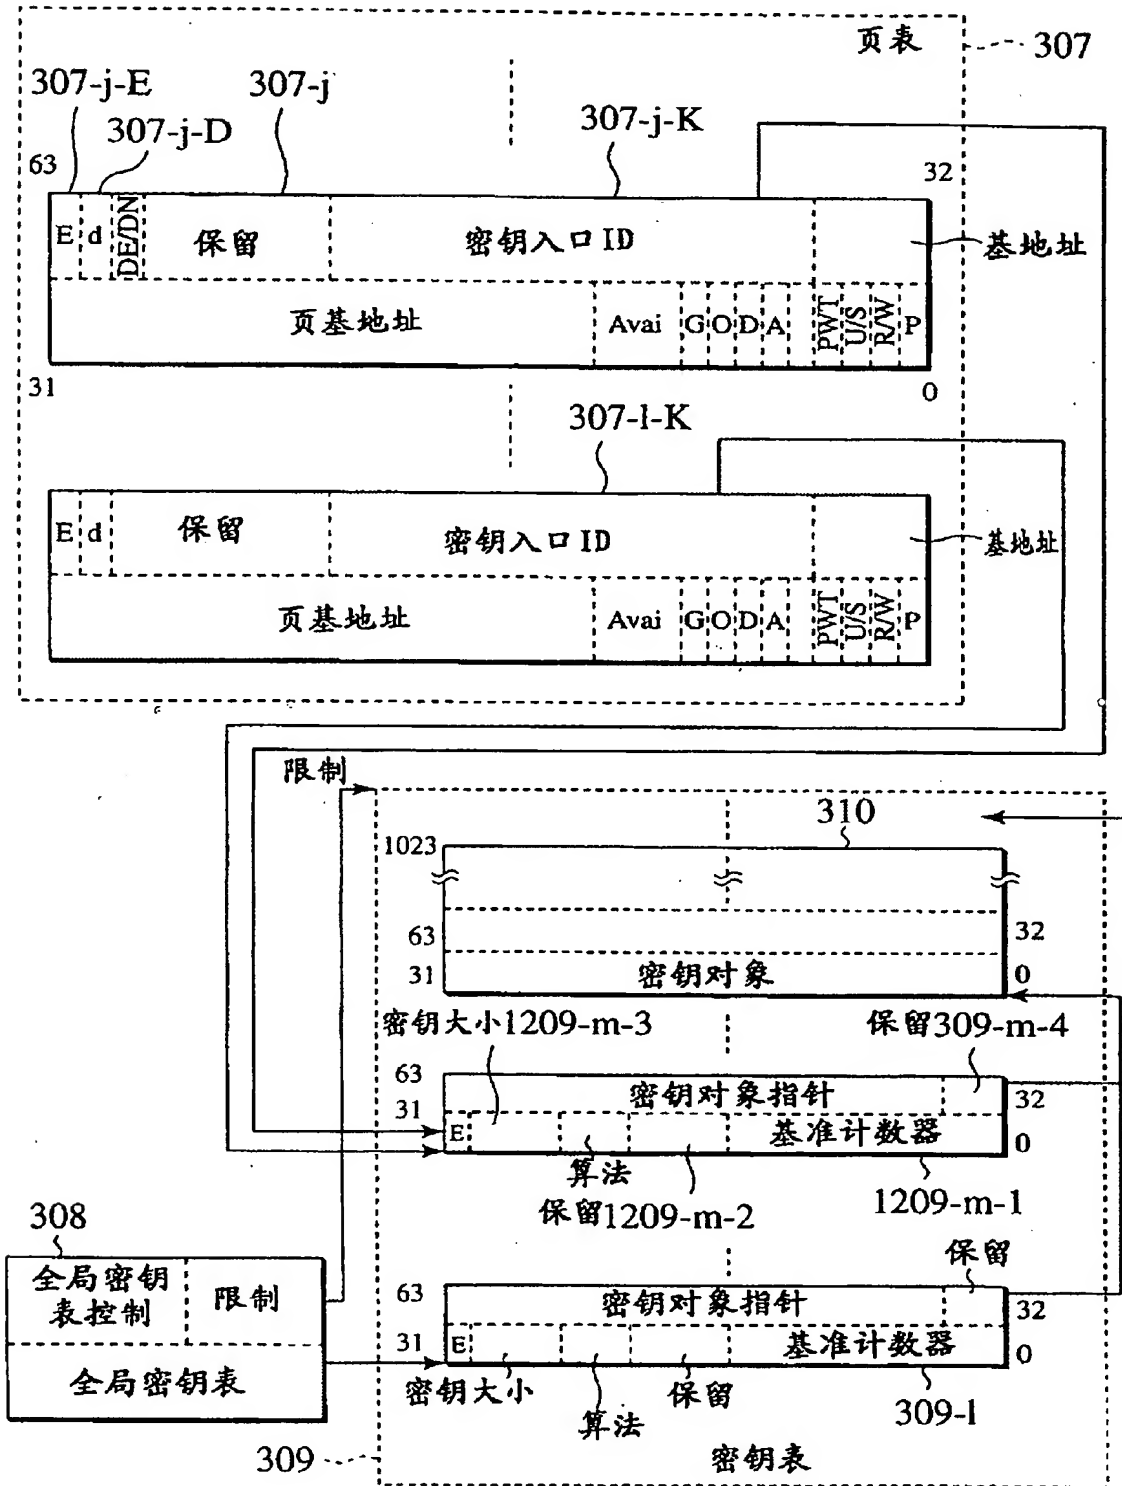 页表
307
307-j-E
307-j
307-j-D
307-j-K
63
32
E
d
DE/DN
保留
密钥入口ID
基地址
页基地址
Avai
G
O
D
A
PWT
U/S
R/W
P
31
0
307-l-K
E
d
保留
密钥入口ID
基地址
页基地址
Avai
G
O
D
A
PWT
U/S
R/W
P
限制
310
1023
63
32
31
密钥对象
0
密钥大小1209-m-3
保留309-m-4
63
密钥对象指针
32
31
E
基准计数器
0
算法
保留1209-m-2
1209-m-1
308
保留
全局密钥
表控制
限制
63
密钥对象指针
32
31
E
基准计数器
0
全局密钥表
密钥大小
保留
算法
309-l
309
密钥表